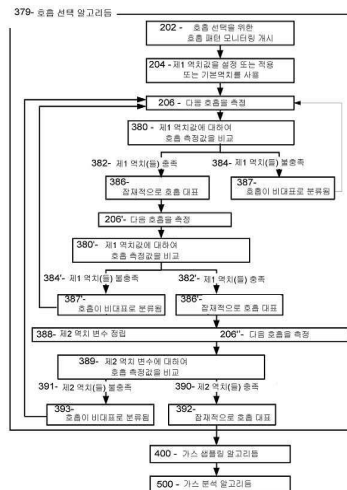 379- 호흡 선택 알고리듬
202 - 호흡 선택을 위한
호흡 패턴 모니터링 개시
204 - 제1 역치값을 설정 또는 적용
또는 기본역치를 사용
206 - 다음 호흡을 측정
380 - 제1 역치값에 대하여
호흡 측정값을 비교
382 - 제1 역치(들) 충족
384 - 제1 역치(들) 불충족
386-
잠재적으로 호흡 대표
387-
호흡이 비대표로 분류됨
206'- 다음 호흡을 측정
380'- 제1 역치값에 대하여
호흡 측정값을 비교
384'- 제1 역치(들) 불충족
382'- 제1 역치(들) 충족
387'-
호흡이 비대표로 분류됨
386'-
잠재적으로 호흡 대표
388- 제2 역치 변수 정립
206"- 다음 호흡을 측정
389- 제2 역치 변수에 대하여
호흡 측정값을 비교
391- 제2 역치(들) 불충족
390- 제2 역치(들) 충족
393-
호흡이 비대표로 분류됨
392-
잠재적으로 호흡 대표
400 - 가스 샘플링 알고리듬
500 - 가스 분석 알고리듬